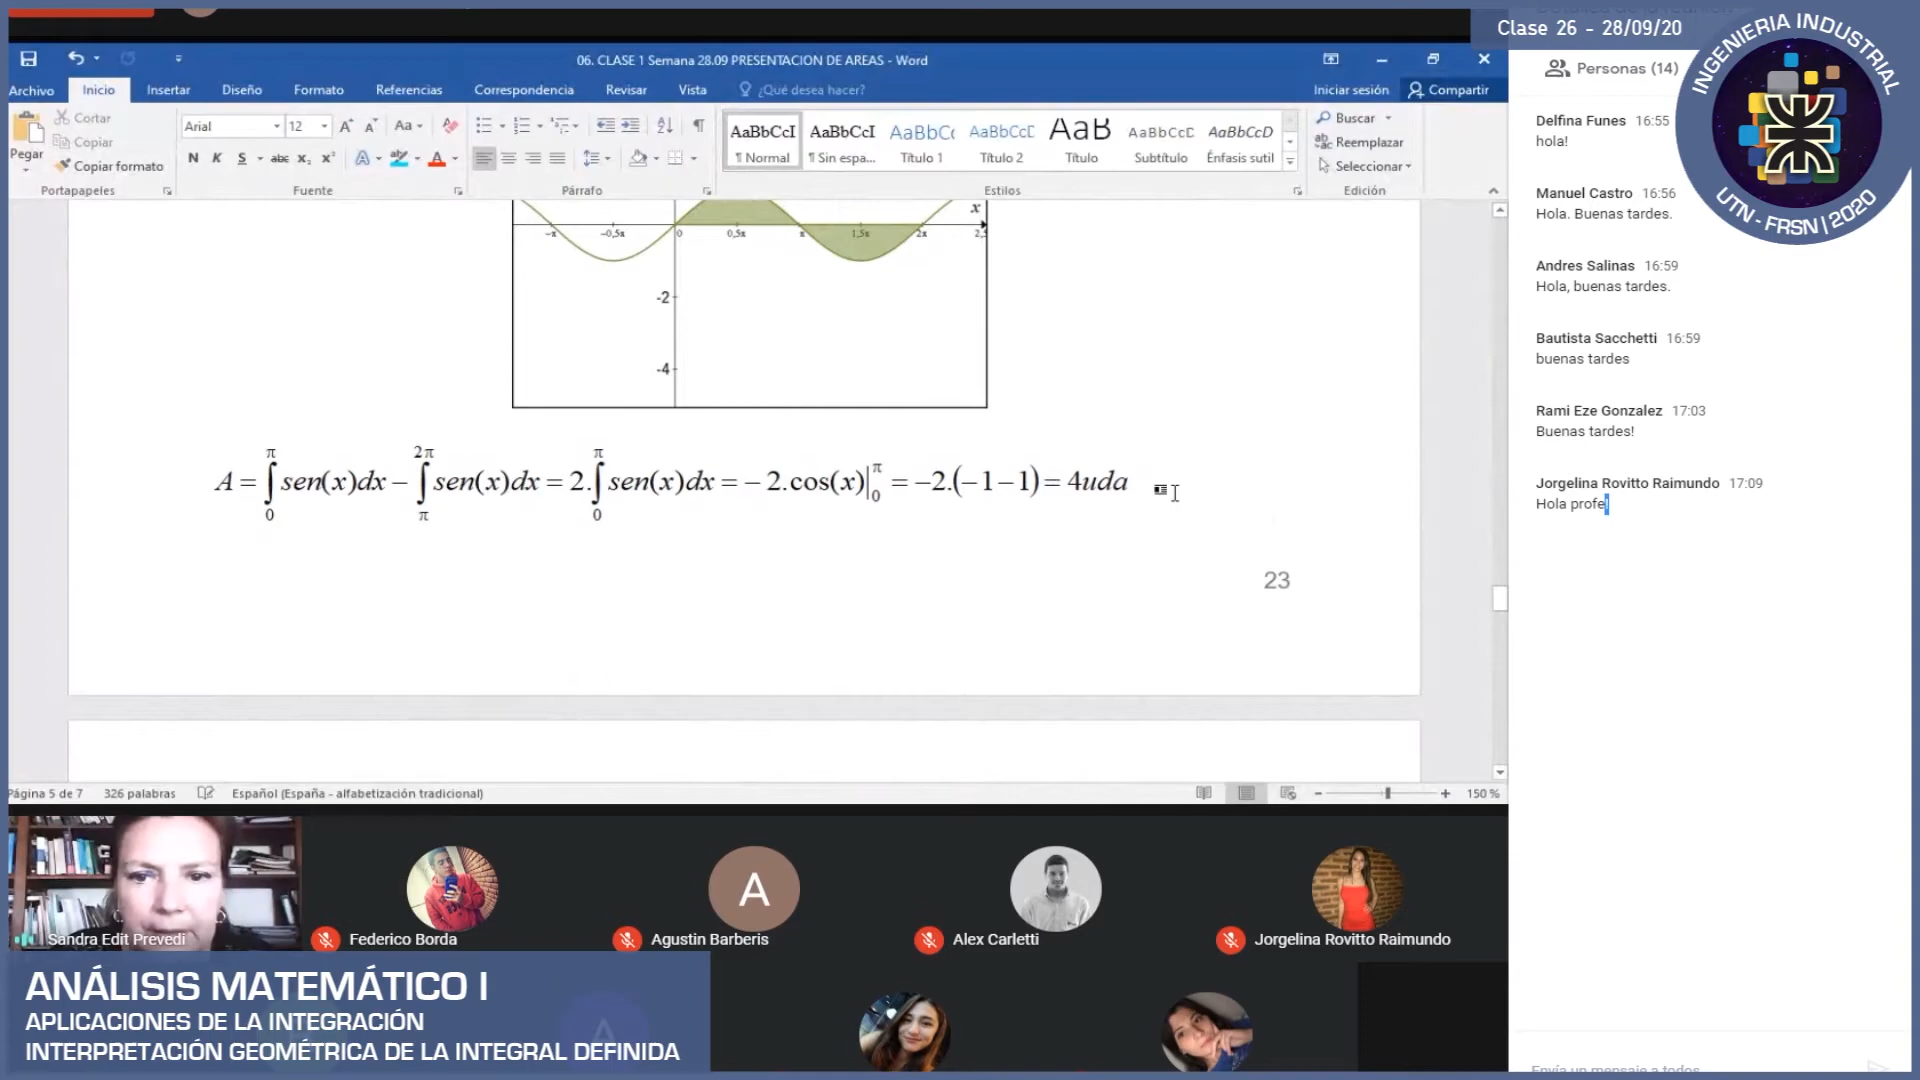 Clase 26 - 28/09/20
INGENIERIA INDUSTRIAL
UTN - FRSN | 2020
06. CLASE 1 Semana 28.09 PRESENTACION DE AREAS - Word
Archivo Inicio Insertar Diseño Formato Referencias Correspondencia Revisar Vista ¿Qué desea hacer? Iniciar sesión Compartir
Pegar
Cortar
Copiar
Copiar formato
Portapapeles
Arial 12
N K S abc x₂ x²
Fuente
Párrafo
AaBbCcI AaBbCcI AaBbCc AaBbCcC AaB AaBbCcC AaBbCcD
¶ Normal ¶ Sin espa... Título 1 Título 2 Título Subtítulo Énfasis sutil
Estilos
Buscar
Reemplazar
Seleccionar
Edición
x
-π -0,5π 0 0,5π π 1,5π 2π 2,5
-2
-4
A = ∫₀^π sen(x)dx − ∫_π^2π sen(x)dx = 2.∫₀^π sen(x)dx = − 2.cos(x)|₀^π = −2.(−1−1) = 4uda
23
Página 5 de 7 326 palabras Español (España - alfabetización tradicional) 150 %
Personas (14)
Delfina Funes 16:55
hola!
Manuel Castro 16:56
Hola. Buenas tardes.
Andres Salinas 16:59
Hola, buenas tardes.
Bautista Sacchetti 16:59
buenas tardes
Rami Eze Gonzalez 17:03
Buenas tardes!
Jorgelina Rovitto Raimundo 17:09
Hola profe
Envía un mensaje a todos
A
Sandra Edit Prevedi Federico Borda Agustin Barberis Alex Carletti Jorgelina Rovitto Raimundo
ANÁLISIS MATEMÁTICO I
APLICACIONES DE LA INTEGRACIÓN
INTERPRETACIÓN GEOMÉTRICA DE LA INTEGRAL DEFINIDA